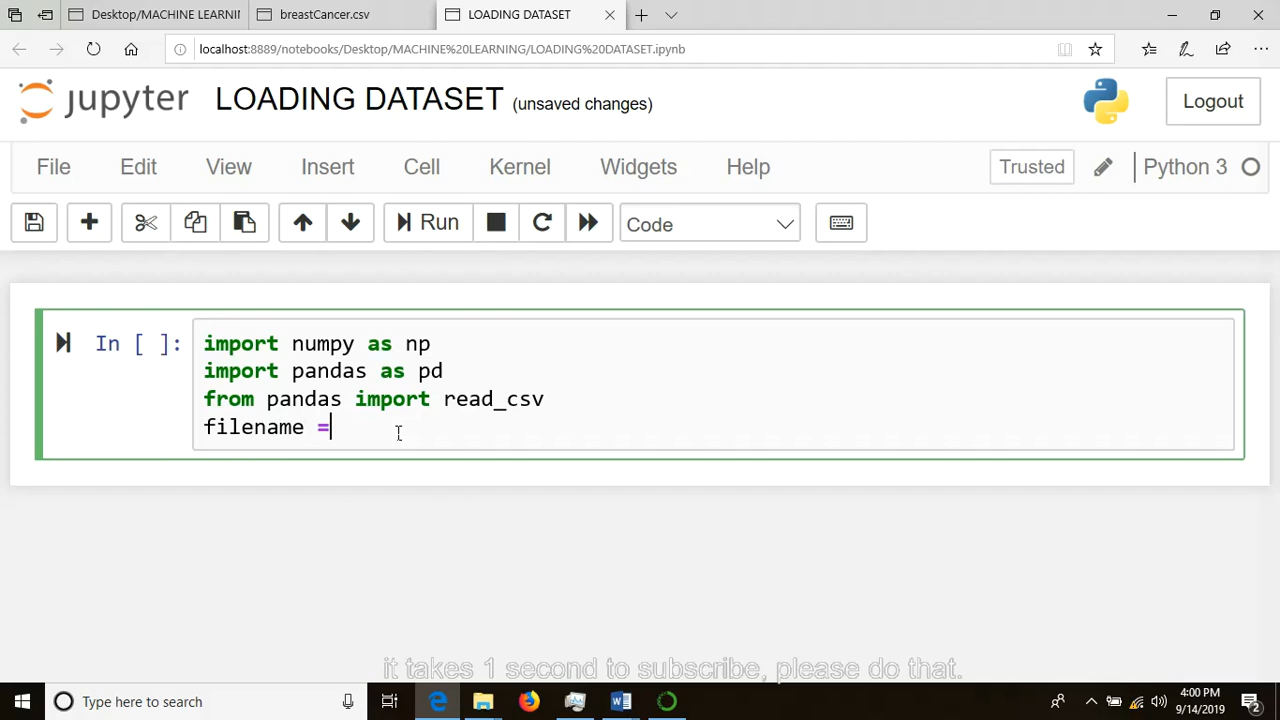 Desktop/MACHINE LEARNIN
breastCancer.csv
LOADING DATASET
localhost:8889/notebooks/Desktop/MACHINE%20LEARNING/LOADING%20DATASET.ipynb
jupyter LOADING DATASET (unsaved changes)
Logout
File Edit View Insert Cell Kernel Widgets Help Trusted Python 3
Run Code
In [ ]:
import numpy as np
import pandas as pd
from pandas import read_csv
filename =
it takes 1 second to subscribe, please do that.
Type here to search
4:00 PM
9/14/2019
2